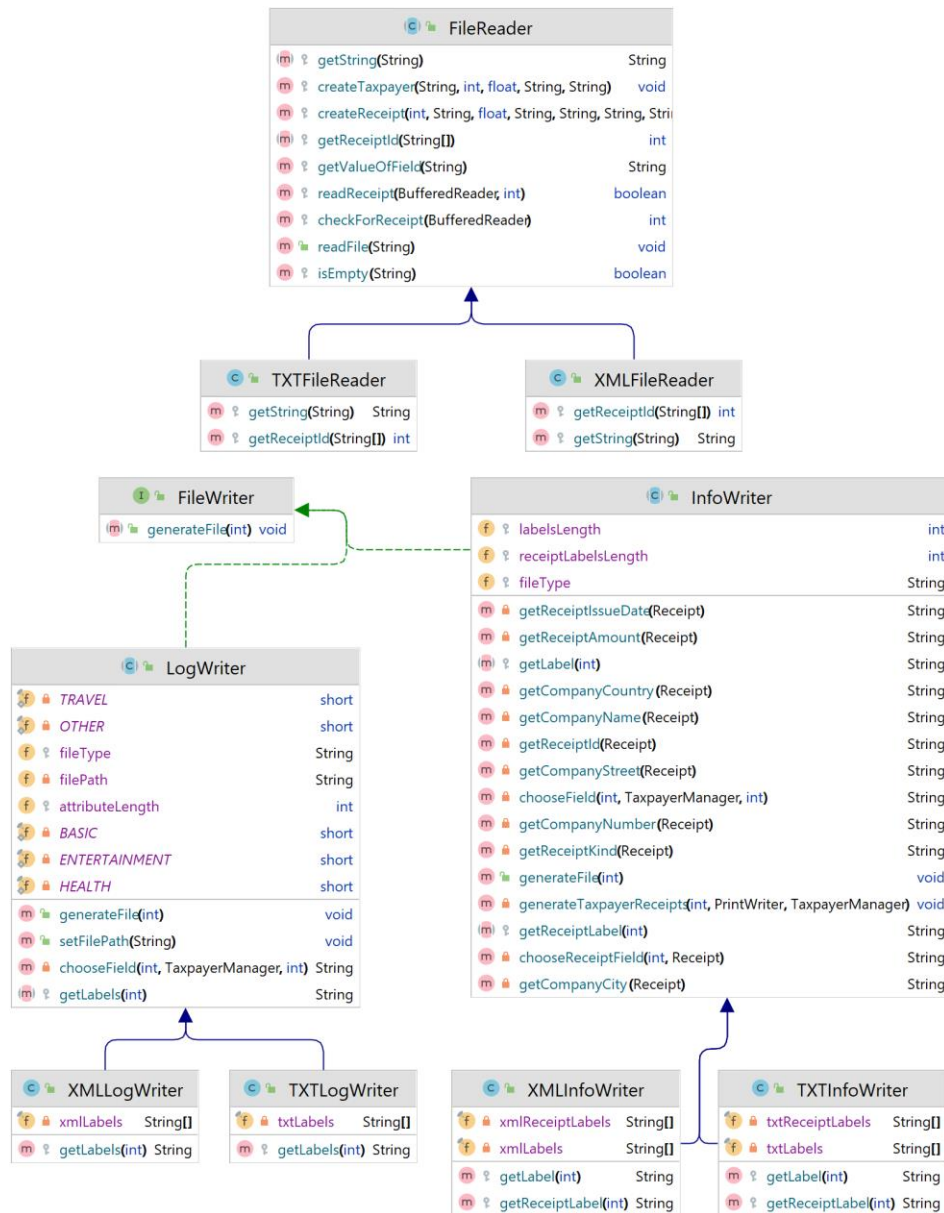 FileReader
getString(String) String
createTaxpayer(String, int, float, String, String) void
createReceipt(int, String, float, String, String, String, Stri
getReceiptId(String[]) int
getValueOfField(String) String
readReceipt(BufferedReader, int) boolean
checkForReceipt(BufferedReader) int
readFile(String) void
isEmpty(String) boolean
TXTFileReader
getString(String) String
getReceiptId(String[]) int
XMLFileReader
getReceiptId(String[]) int
getString(String) String
FileWriter
generateFile(int) void
InfoWriter
labelsLength int
receiptLabelsLength int
fileType String
getReceiptIssueDate(Receipt) String
getReceiptAmount(Receipt) String
getLabel(int) String
getCompanyCountry(Receipt) String
getCompanyName(Receipt) String
getReceiptId(Receipt) String
getCompanyStreet(Receipt) String
chooseField(int, TaxpayerManager, int) String
getCompanyNumber(Receipt) String
getReceiptKind(Receipt) String
generateFile(int) void
generateTaxpayerReceipts(int, PrintWriter, TaxpayerManager) void
getReceiptLabel(int) String
chooseReceiptField(int, Receipt) String
getCompanyCity(Receipt) String
LogWriter
TRAVEL short
OTHER short
fileType String
filePath String
attributeLength int
BASIC short
ENTERTAINMENT short
HEALTH short
generateFile(int) void
setFilePath(String) void
chooseField(int, TaxpayerManager, int) String
getLabels(int) String
XMLLogWriter
xmlLabels String[]
getLabels(int) String
TXTLogWriter
txtLabels String[]
getLabels(int) String
XMLInfoWriter
xmlReceiptLabels String[]
xmlLabels String[]
getLabel(int) String
getReceiptLabel(int) String
TXTInfoWriter
txtReceiptLabels String[]
txtLabels String[]
getLabel(int) String
getReceiptLabel(int) String